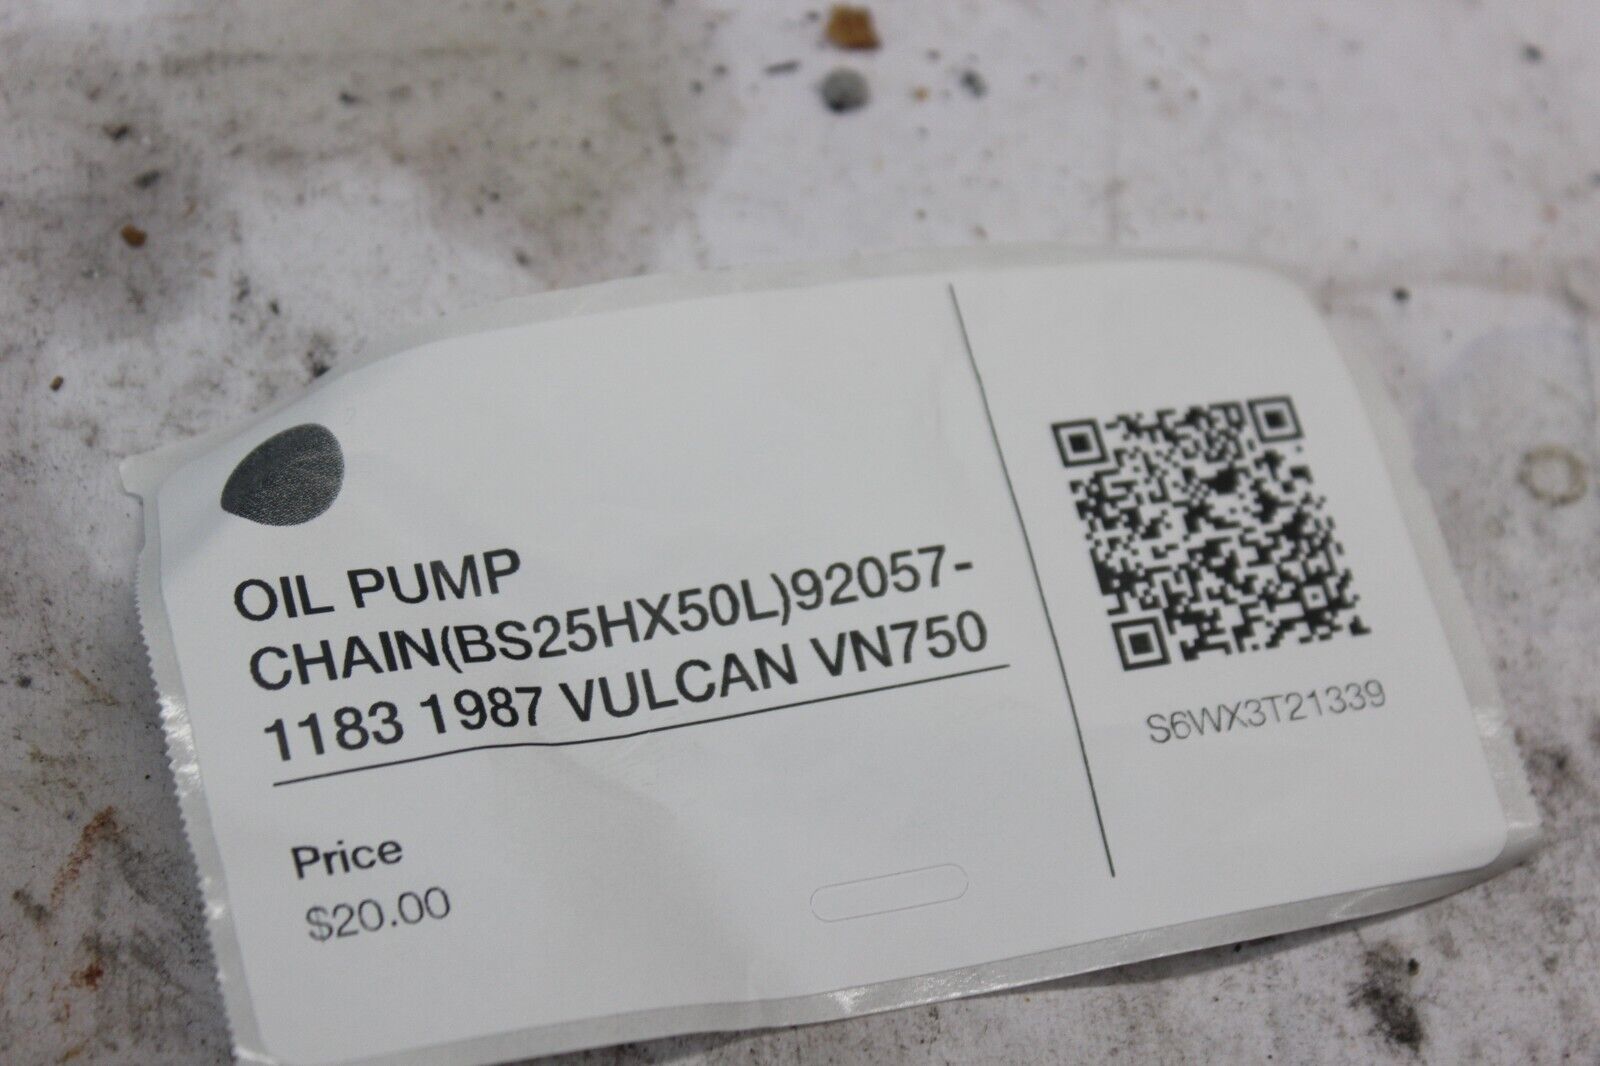 OIL PUMP
CHAIN(BS25HX50L)92057-
1183 1987 VULCAN VN750
Price
$20.00
S6WX3T21339